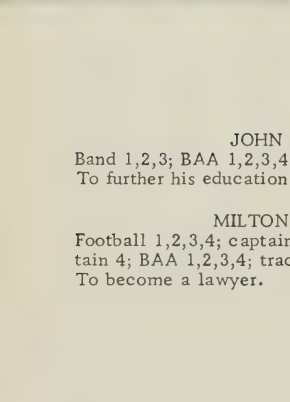 JOHN
Band 1,2,3; BAA 1,2,3,4
To further his education
MILTON
Football 1,2,3,4; captain
tain 4; BAA 1,2,3,4; trac
To become a lawyer.